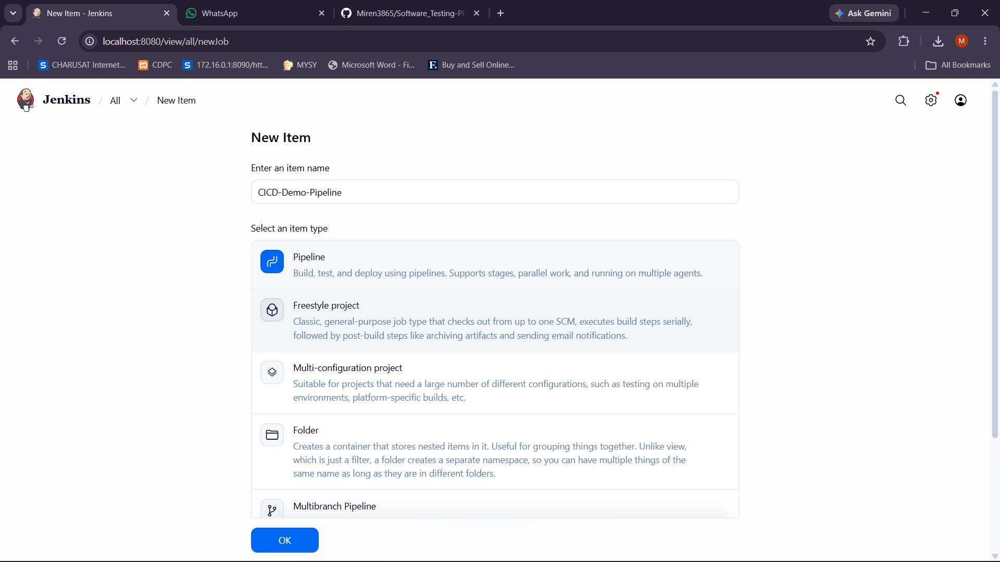 New Item - Jenkins
WhatsApp
Miren3865/Software_Testing-PR
Ask Gemini
localhost:8080/view/all/newJob
M
CHARUSAT Internet...
CDPC
172.16.0.1:8090/htt...
MYSY
Microsoft Word - Fi...
Buy and Sell Online...
All Bookmarks
Jenkins / All / New Item
New Item
Enter an item name
CICD-Demo-Pipeline
Select an item type
Pipeline
Build, test, and deploy using pipelines. Supports stages, parallel work, and running on multiple agents.
Freestyle project
Classic, general-purpose job type that checks out from up to one SCM, executes build steps serially,
followed by post-build steps like archiving artifacts and sending email notifications.
Multi-configuration project
Suitable for projects that need a large number of different configurations, such as testing on multiple
environments, platform-specific builds, etc.
Folder
Creates a container that stores nested items in it. Useful for grouping things together. Unlike view,
which is just a filter, a folder creates a separate namespace, so you can have multiple things of the
same name as long as they are in different folders.
Multibranch Pipeline
OK